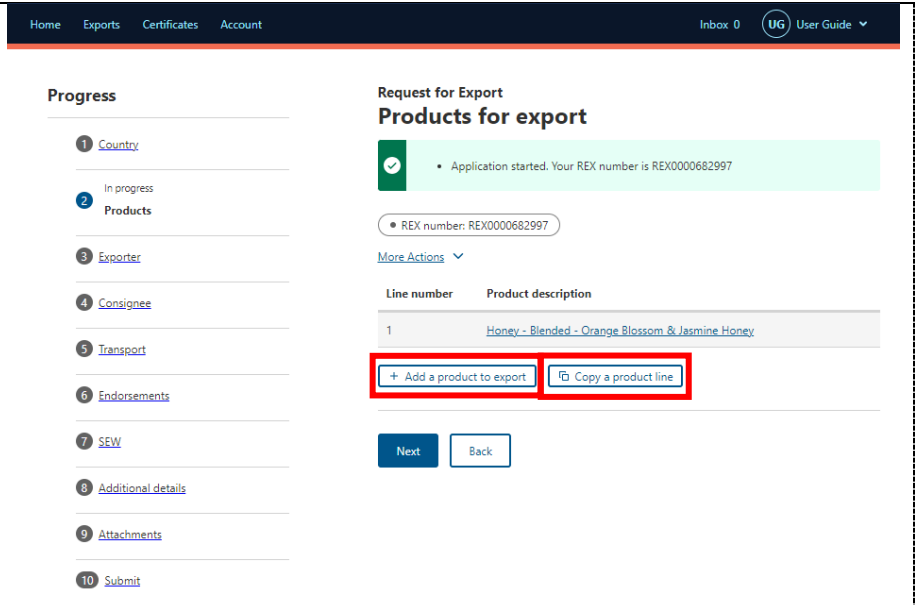 Home Exports Certificates Account Inbox 0 UG User Guide
Progress
1 Country
In progress
2 Products
3 Exporter
4 Consignee
5 Transport
6 Endorsements
7 SEW
8 Additional details
9 Attachments
10 Submit
Request for Export
Products for export
• Application started. Your REX number is REX0000682997
REX number: REX0000682997
More Actions
Line number Product description
1 Honey - Blended - Orange Blossom & Jasmine Honey
+ Add a product to export Copy a product line
Next Back